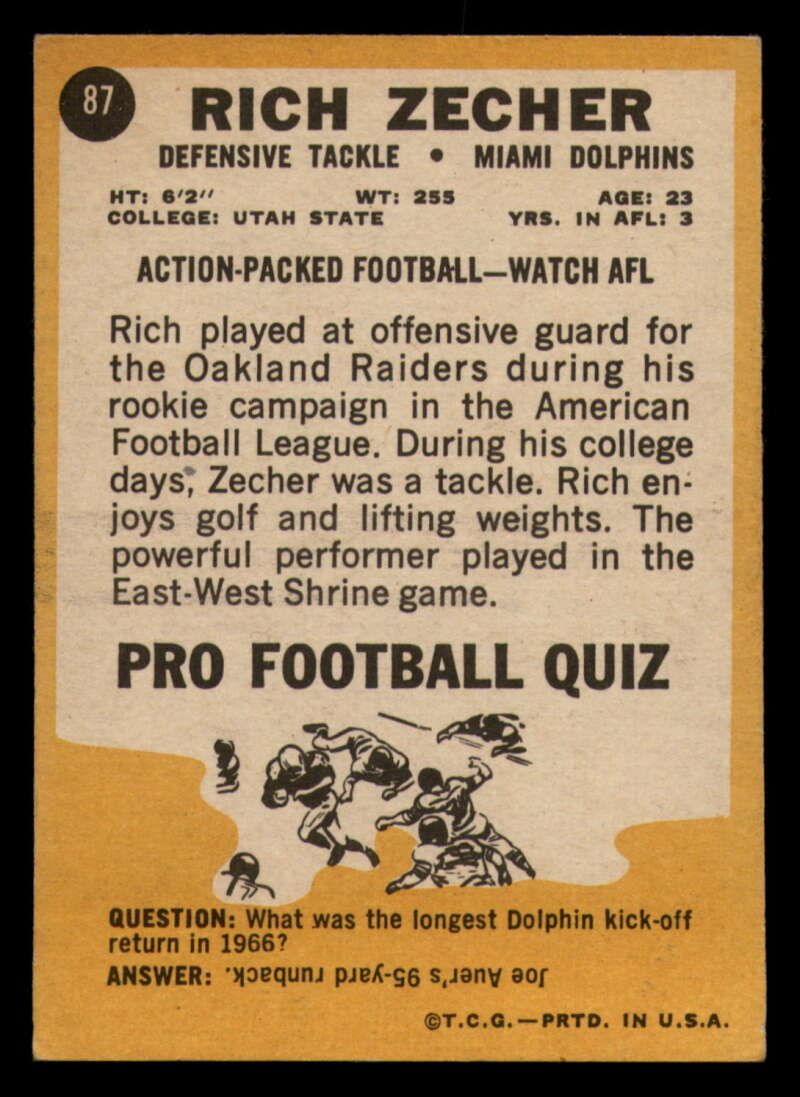 87
RICH ZECHER
DEFENSIVE TACKLE • MIAMI DOLPHINS
HT: 6'2" WT: 255 AGE: 23
COLLEGE: UTAH STATE YRS. IN AFL: 3
ACTION-PACKED FOOTBALL—WATCH AFL
Rich played at offensive guard for
the Oakland Raiders during his
rookie campaign in the American
Football League. During his college
days, Zecher was a tackle. Rich en-
joys golf and lifting weights. The
powerful performer played in the
East-West Shrine game.
PRO FOOTBALL QUIZ
QUESTION: What was the longest Dolphin kick-off
return in 1966?
ANSWER: Joe Auer's 95-yard runback.
©T.C.G.—PRTD. IN U.S.A.